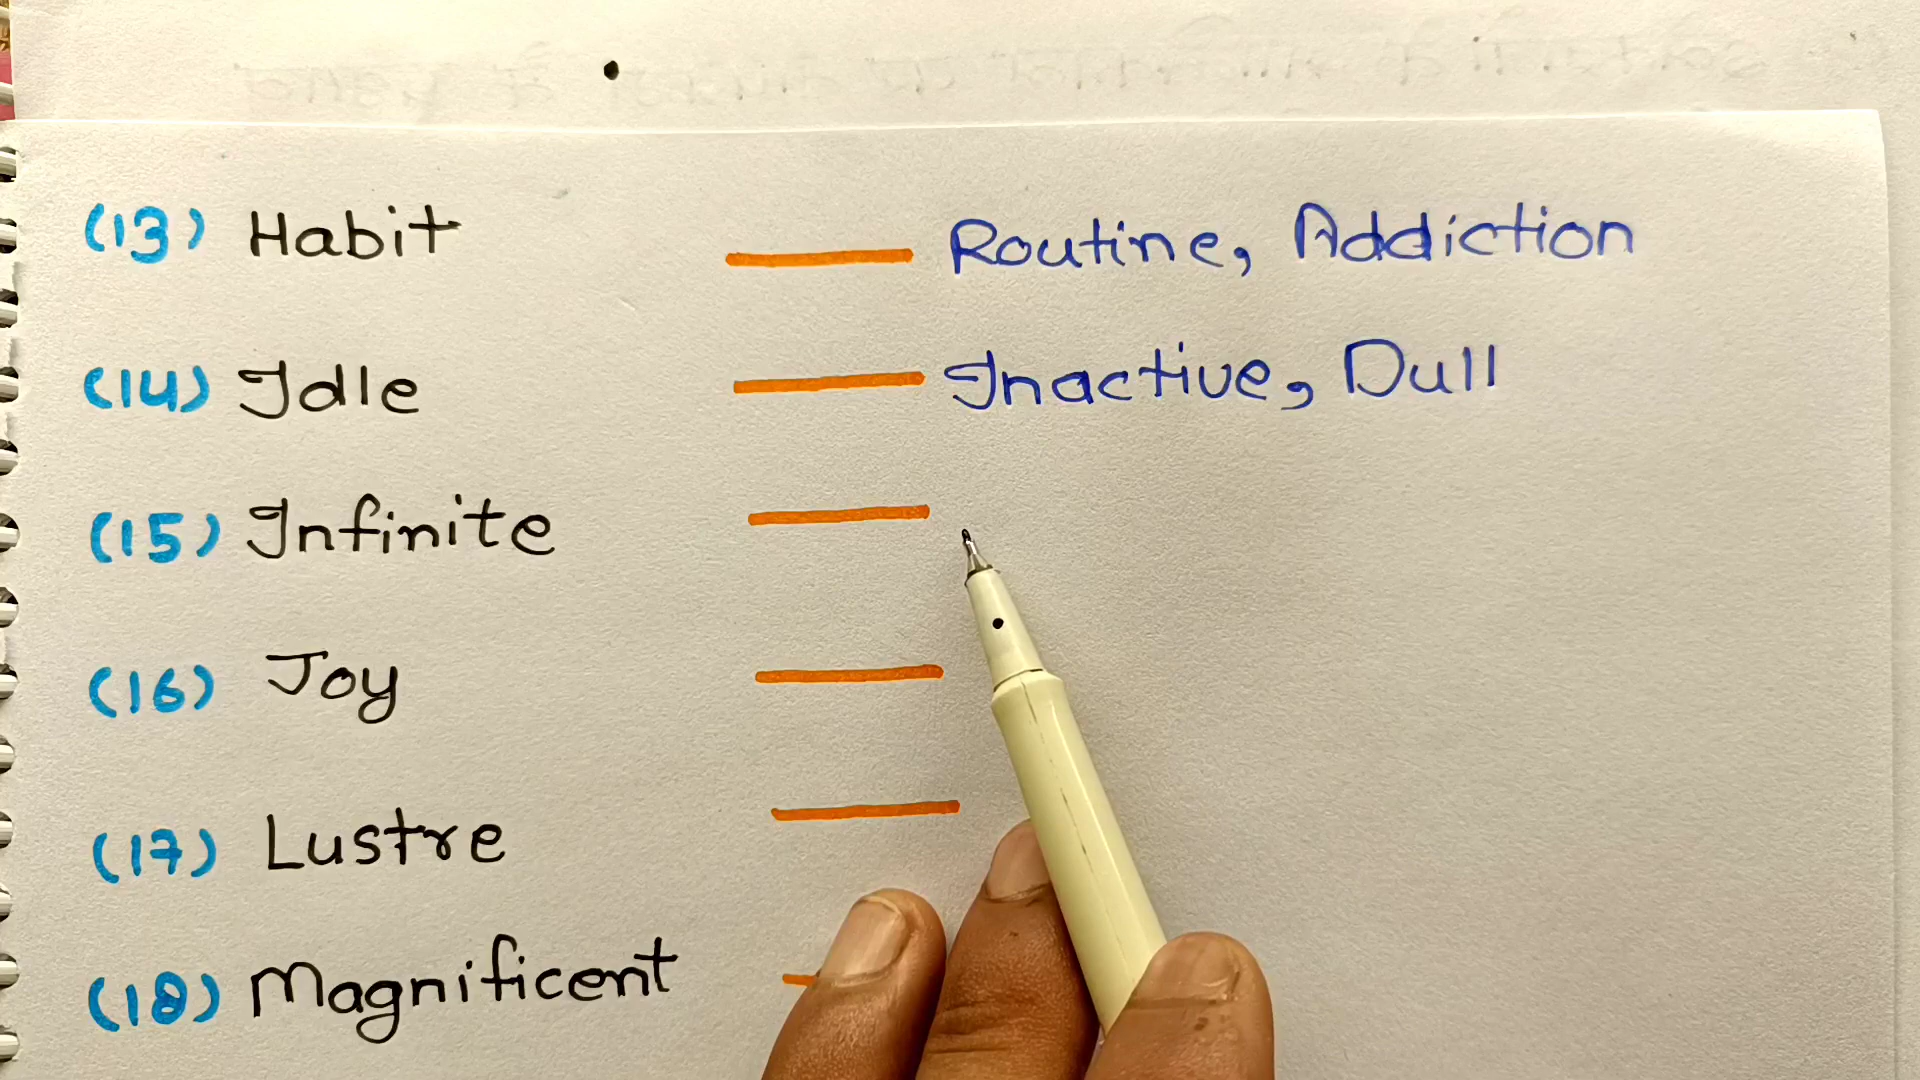 (13) Habit — Routine, Addiction
(14) Idle — Inactive, Dull
(15) Infinite —
(16) Joy —
(17) Lustre —
(18) Magnificent —